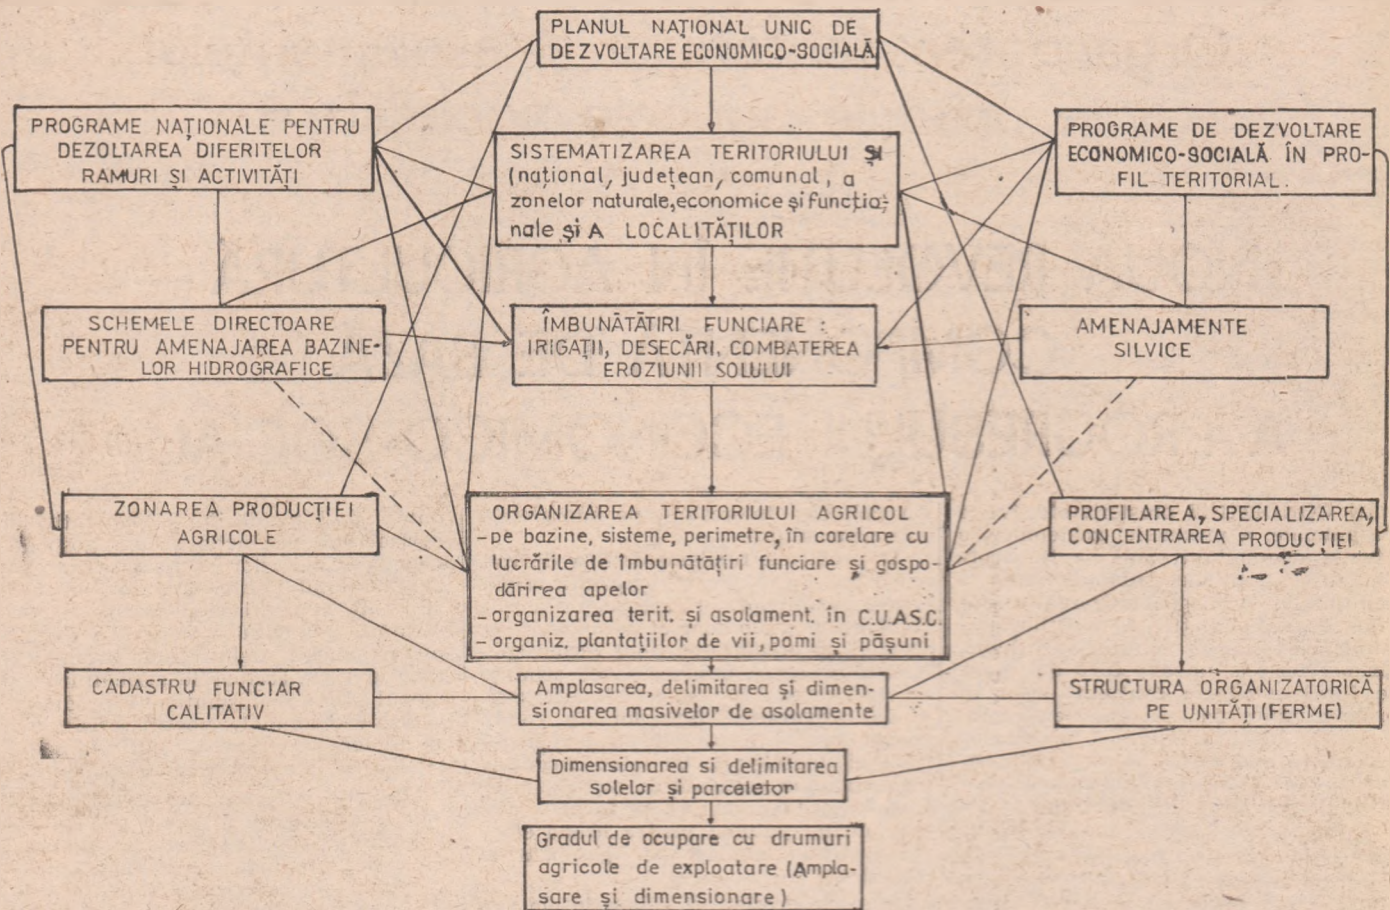 PLANUL NAȚIONAL UNIC DE
DEZVOLTARE ECONOMICO-SOCIALĂ
PROGRAME NAȚIONALE PENTRU
DEZOLTAREA DIFERITELOR
RAMURI ȘI ACTIVITĂȚI
SISTEMATIZAREA TERITORIULUI ȘI
(național, județean, comunal, a
zonelor naturale, economice și funcțio-
nale și A LOCALITĂȚILOR
PROGRAME DE DEZVOLTARE
ECONOMICO-SOCIALĂ ÎN PRO-
FIL TERITORIAL.
SCHEMELE DIRECTOARE
PENTRU AMENAJAREA BAZINE-
LOR HIDROGRAFICE
ÎMBUNĂTĂTIRI FUNCIARE :
IRIGAȚII, DESECĂRI, COMBATEREA
EROZIUNII SOLULUI
AMENAJAMENTE
SILVICE
ZONAREA PRODUCȚIEI
AGRICOLE
ORGANIZAREA TERITORIULUI AGRICOL
- pe bazine, sisteme, perimetre, în corelare cu
lucrările de îmbunătățiri funciare și gospo-
dărirea apelor
- organizarea terit. și asolament. în C.U.A.S.C.
- organiz. plantațiilor de vii, pomi și pășuni
PROFILAREA, SPECIALIZAREA,
CONCENTRAREA PRODUCȚIEI
CADASTRU FUNCIAR
CALITATIV
Amplasarea, delimitarea și dimen-
sionarea masivelor de asolamente
STRUCTURA ORGANIZATORICĂ
PE UNITĂȚI (FERME)
Dimensionarea si delimitarea
solelor și parceletor
Gradul de ocupare cu drumuri
agricole de exploatare (Ampla-
sare și dimensionare)